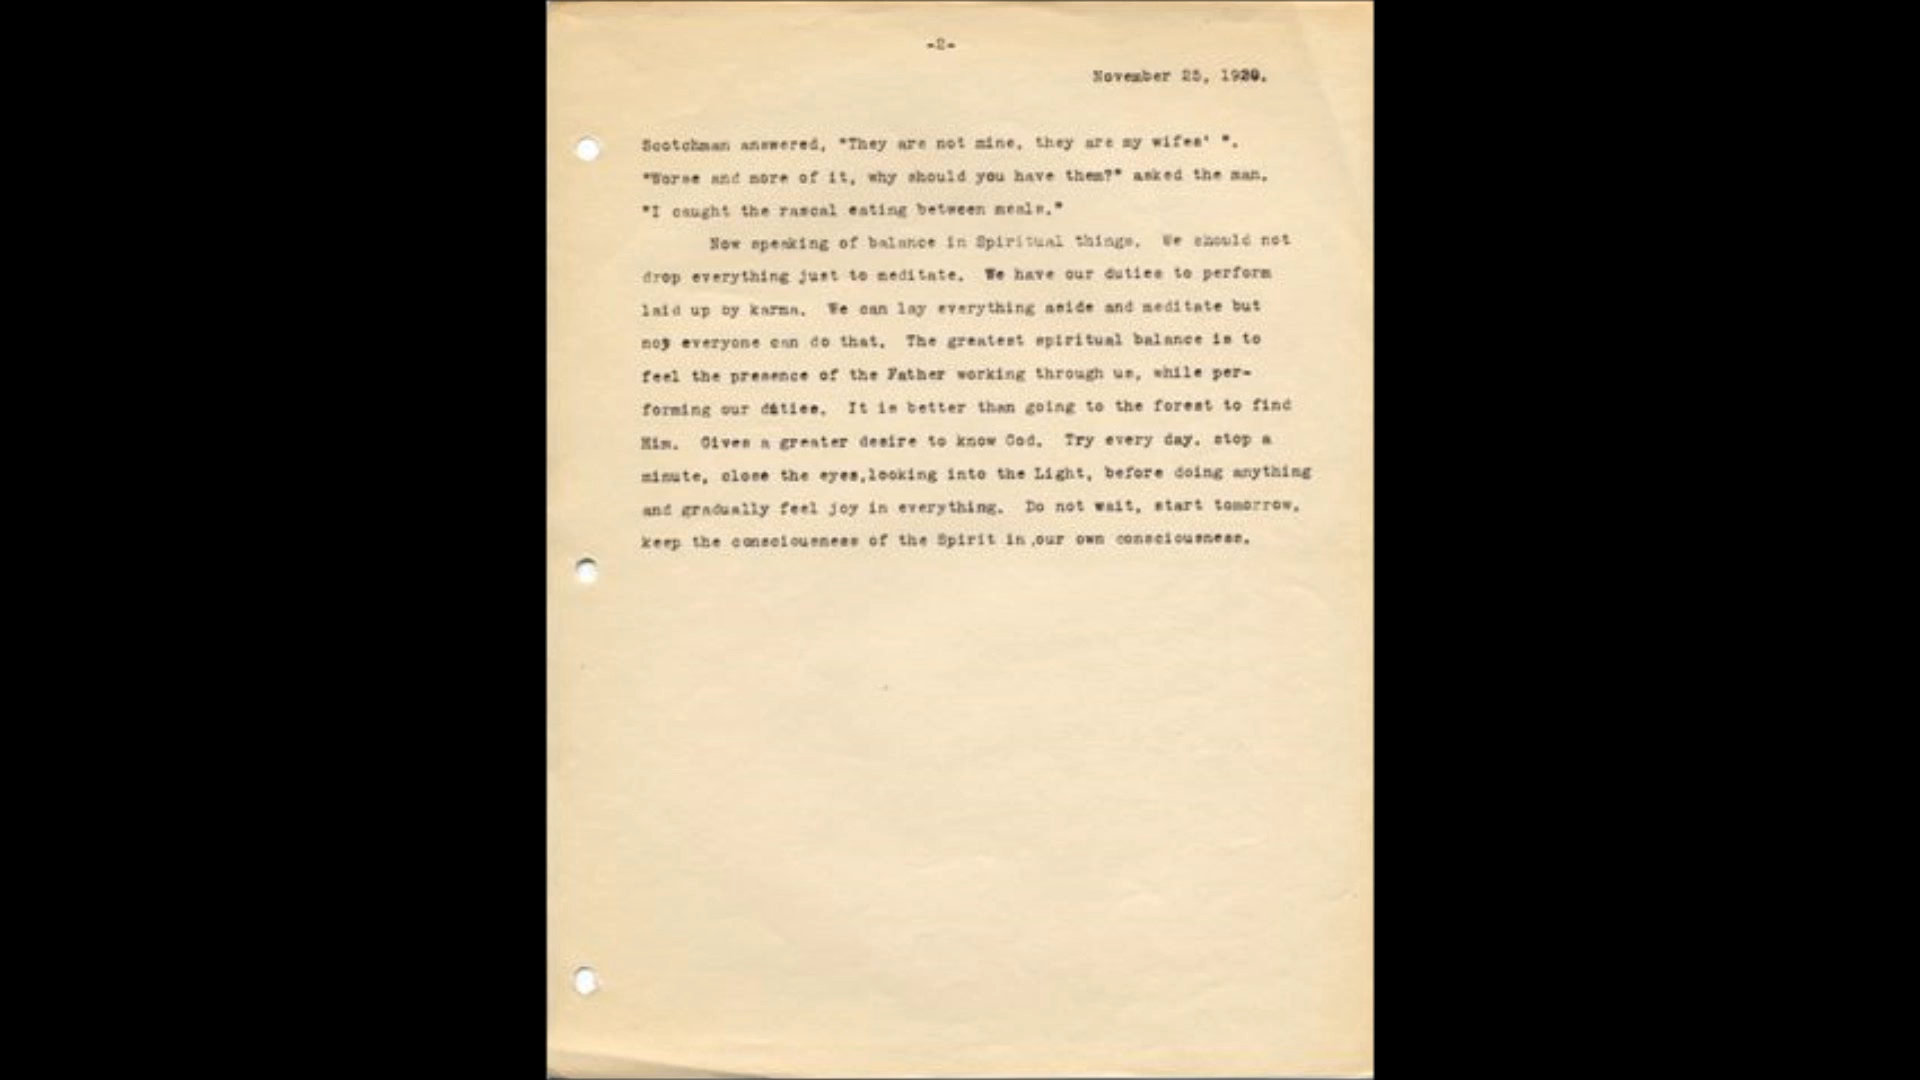 -2-
November 25, 1920.
Scotchman answered, "They are not mine, they are my wifes' ".
"Worse and more of it, why should you have them?" asked the man.
"I caught the rascal eating between meals."
Now speaking of balance in Spiritual things. We should not
drop everything just to meditate. We have our duties to perform
laid up by karma. We can lay everything aside and meditate but
not everyone can do that. The greatest spiritual balance is to
feel the presence of the Father working through us, while per-
forming our duties. It is better than going to the forest to find
Him. Gives a greater desire to know God. Try every day, stop a
minute, close the eyes,looking into the Light, before doing anything
and gradually feel joy in everything. Do not wait, start tomorrow,
keep the consciousness of the Spirit in our own consciousness.